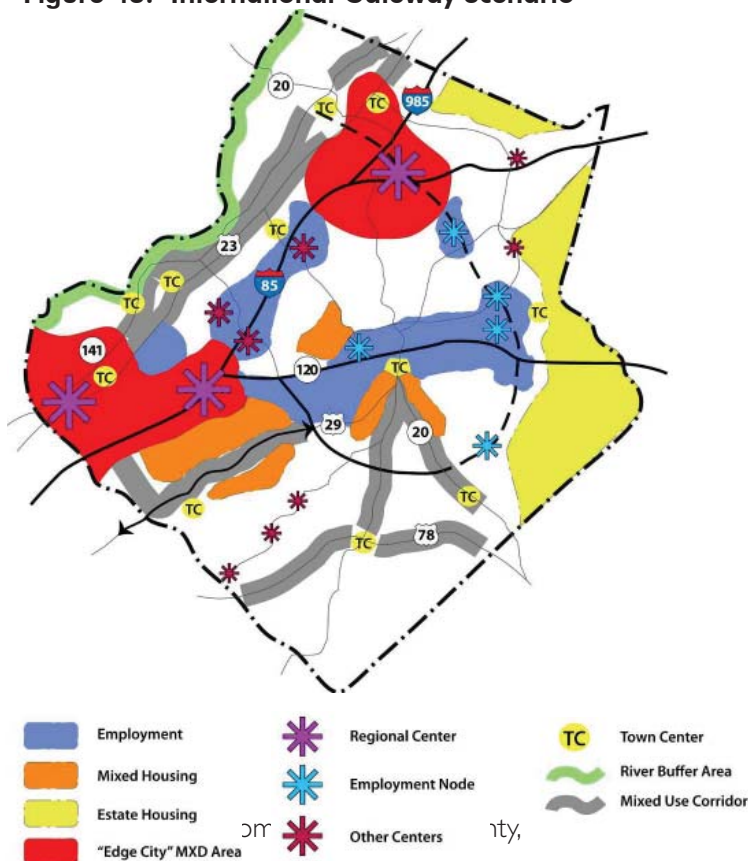 20
TC
TC
985
TC
23
85
TC
TC
TC
141
TC
120
TC
29
20
TC
TC
TC
78
Employment
Regional Center
TC
Town Center
Mixed Housing
Employment Node
River Buffer Area
Estate Housing
Mixed Use Corridor
"Edge City" MXD Area
Other Centers